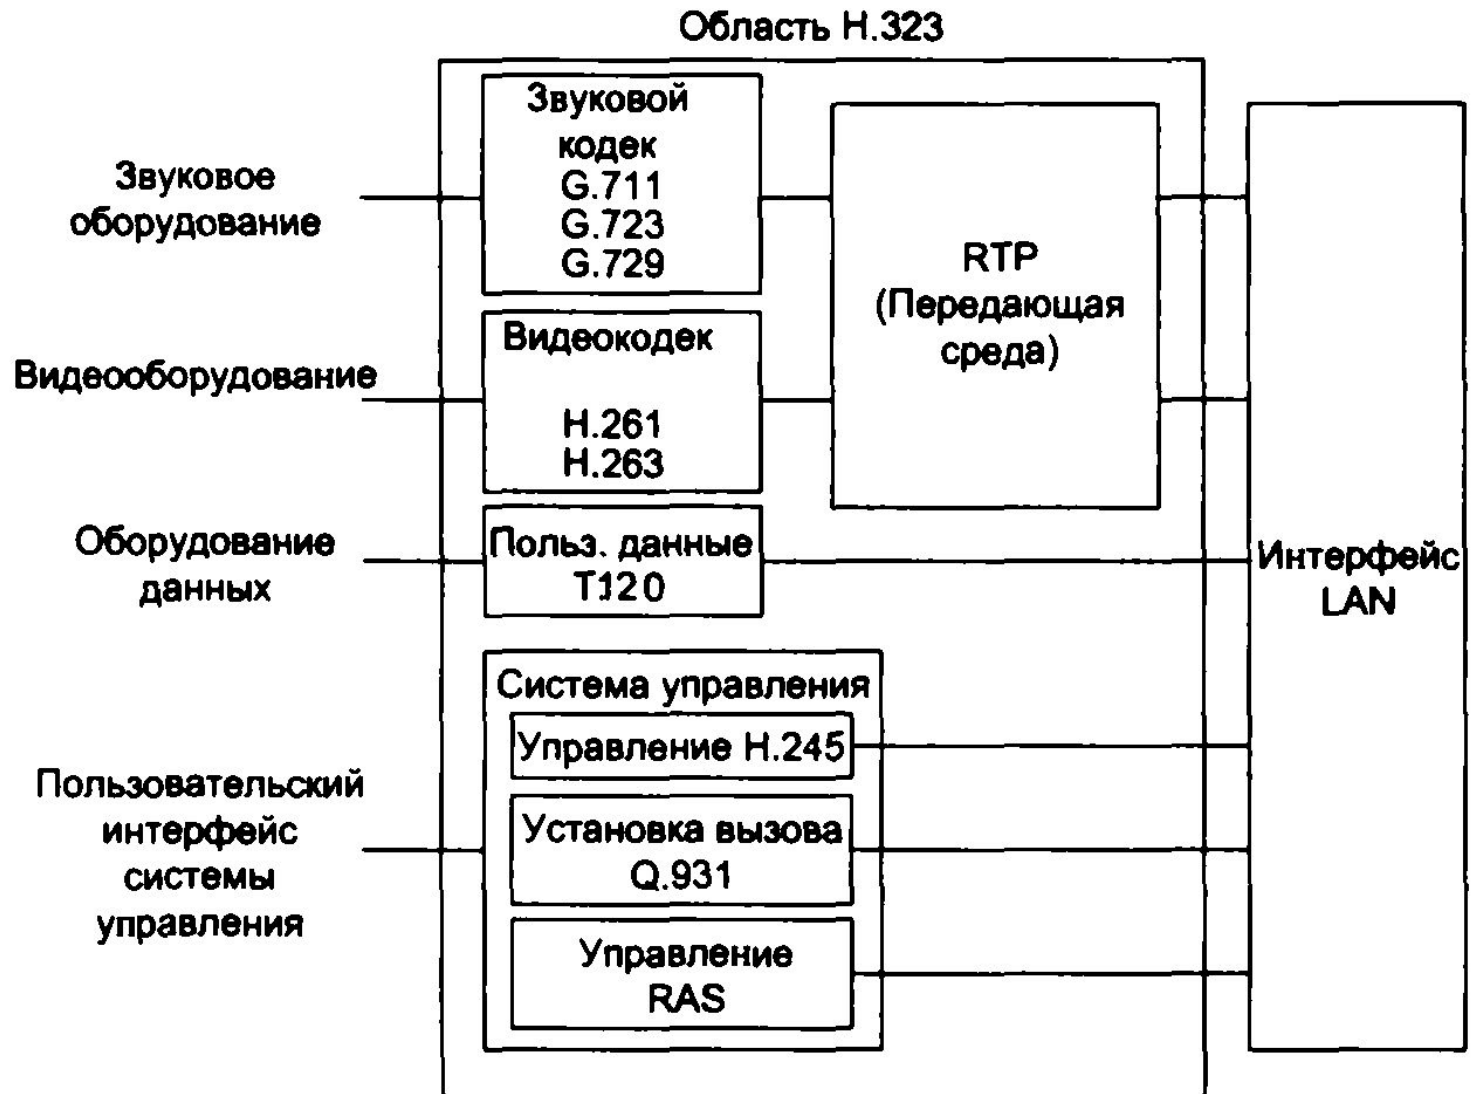 Область H.323
Звуковой
кодек
G.711
G.723
G.729
Звуковое
оборудование
RTP
(Передающая
среда)
Видеокодек
H.261
H.263
Видеооборудование
Польз. данные
T.120
Оборудование
данных
Интерфейс
LAN
Система управления
Управление H.245
Установка вызова
Q.931
Управление
RAS
Пользовательский
интерфейс
системы
управления